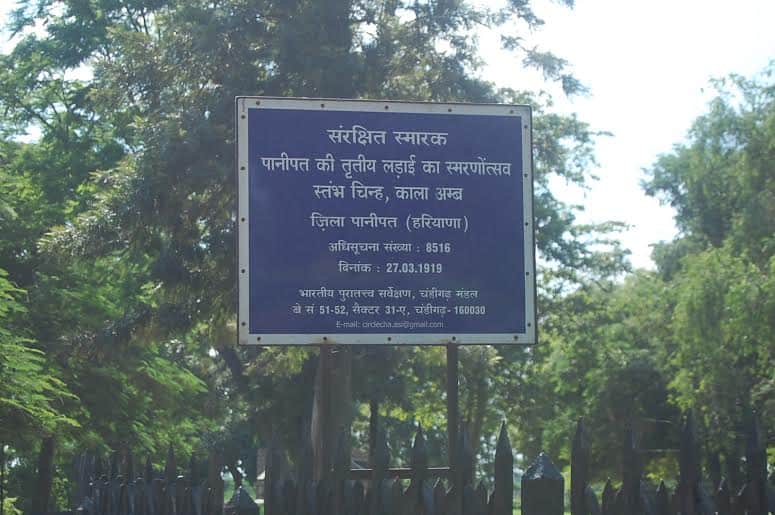 संरक्षित स्मारक
पानीपत की तृतीय लड़ाई का स्मरणोंत्सव
स्तंभ चिन्ह, काला अम्ब
ज़िला पानीपत (हरियाणा)
अधिसूचना संख्या : 8516
दिनांक : 27.03.1919
भारतीय पुरातत्त्व सर्वेक्षण, चंडीगढ़ मंडल
बे सं 51-52, सैक्टर 31-ए, चंडीगढ़- 160030
E-mail: circlecha.asi@gmail.com